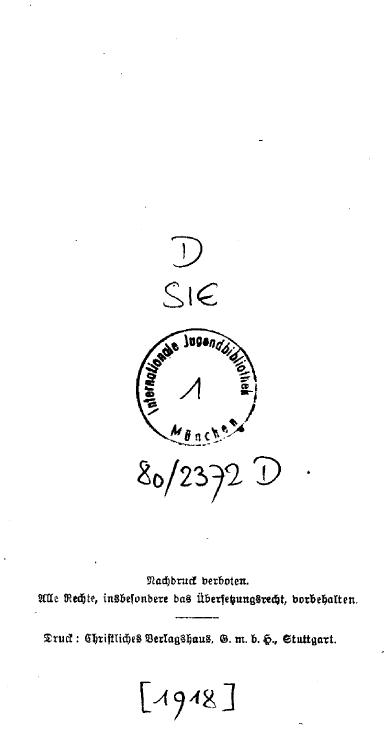 D
SIE
Internationale Jugendbibliothek
1
München
80/2372 D
Nachdruck verboten.
Alle Rechte, insbesondere das Übersetzungsrecht, vorbehalten.
Druck: Christliches Verlagshaus, G. m. b. H., Stuttgart.
[1918]